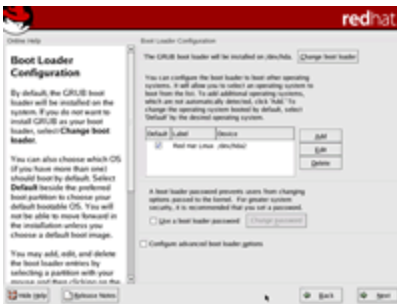 redhat
Online Help
Boot Loader
Configuration
By default, the GRUB boot
loader will be installed on the
system. If you do not want to
install GRUB as your boot
loader, select Change boot
loader.
You can also choose which OS
(if you have more than one)
should boot by default. Select
Default beside the preferred
boot partition to choose your
default bootable OS. You will
not be able to move forward in
the installation unless you
choose a default boot image.
You may add, edit, and delete
the boot loader entries by
selecting a partition with your
mouse and then clicking on the
Boot Loader Configuration
The GRUB boot loader will be installed on /dev/hda. Change boot loader
You can configure the boot loader to boot other operating
systems. It will allow you to select an operating system to
boot from the list. To add additional operating systems,
which are not automatically detected, click 'Add.' To
change the operating system booted by default, select
'Default' by the desired operating system.
Default Label Device
Red Hat Linux /dev/hda2
Add
Edit
Delete
A boot loader password prevents users from changing
options passed to the kernel. For greater system
security, it is recommended that you set a password.
Use a boot loader password Change password
Configure advanced boot loader options
Hide Help Release Notes Back Next